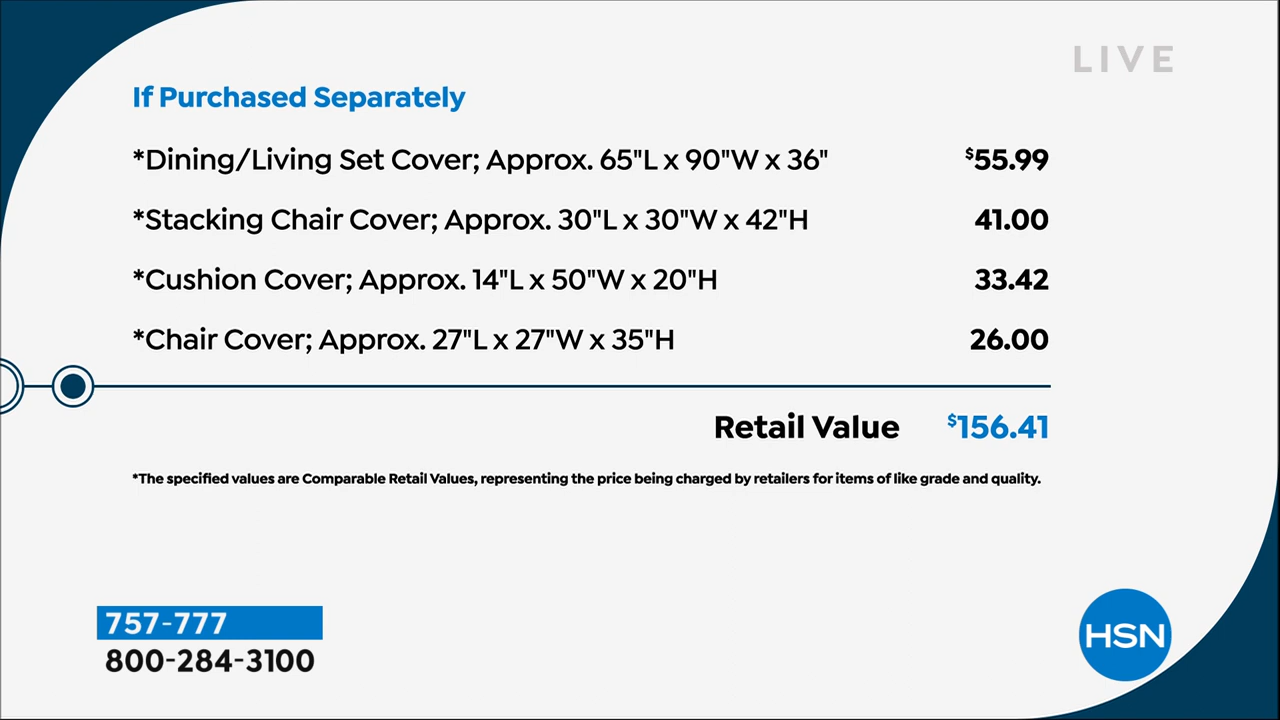 LIVE
If Purchased Separately
*Dining/Living Set Cover; Approx. 65"L x 90"W x 36" $55.99
*Stacking Chair Cover; Approx. 30"L x 30"W x 42"H 41.00
*Cushion Cover; Approx. 14"L x 50"W x 20"H 33.42
*Chair Cover; Approx. 27"L x 27"W x 35"H 26.00
Retail Value $156.41
*The specified values are Comparable Retail Values, representing the price being charged by retailers for items of like grade and quality.
757-777
800-284-3100
HSN